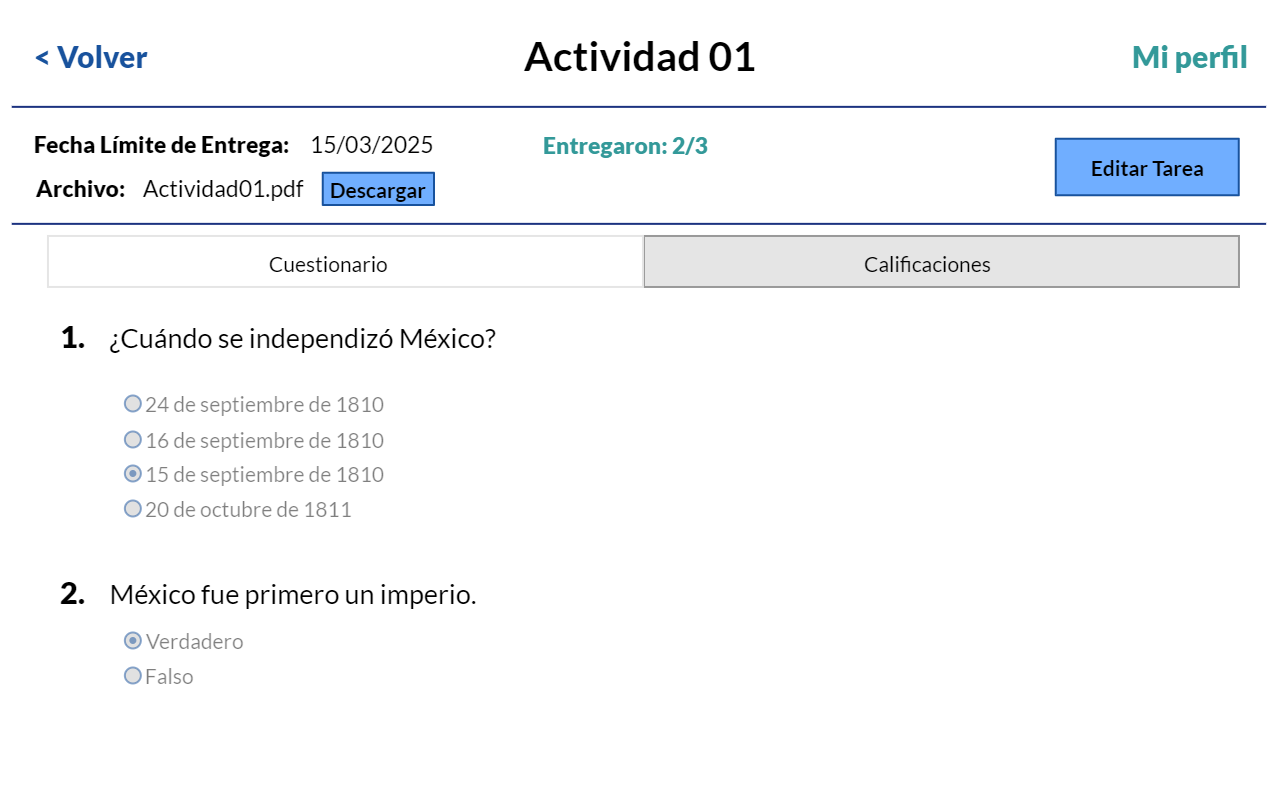 < Volver
Actividad 01
Mi perfil
Fecha Límite de Entrega: 15/03/2025
Entregaron: 2/3
Editar Tarea
Archivo: Actividad01.pdf Descargar
Cuestionario
Calificaciones
1. ¿Cuándo se independizó México?
24 de septiembre de 1810
16 de septiembre de 1810
15 de septiembre de 1810
20 de octubre de 1811
2. México fue primero un imperio.
Verdadero
Falso